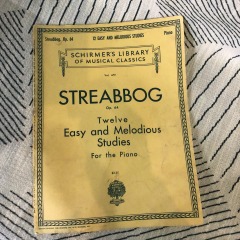 Streabbog, Op. 64 12 EASY AND MELODIOUS STUDIES Piano
SCHIRMER'S LIBRARY
OF MUSICAL CLASSICS
STREABBOG
Op. 64
Twelve
Easy and Melodious
Studies
For the Piano